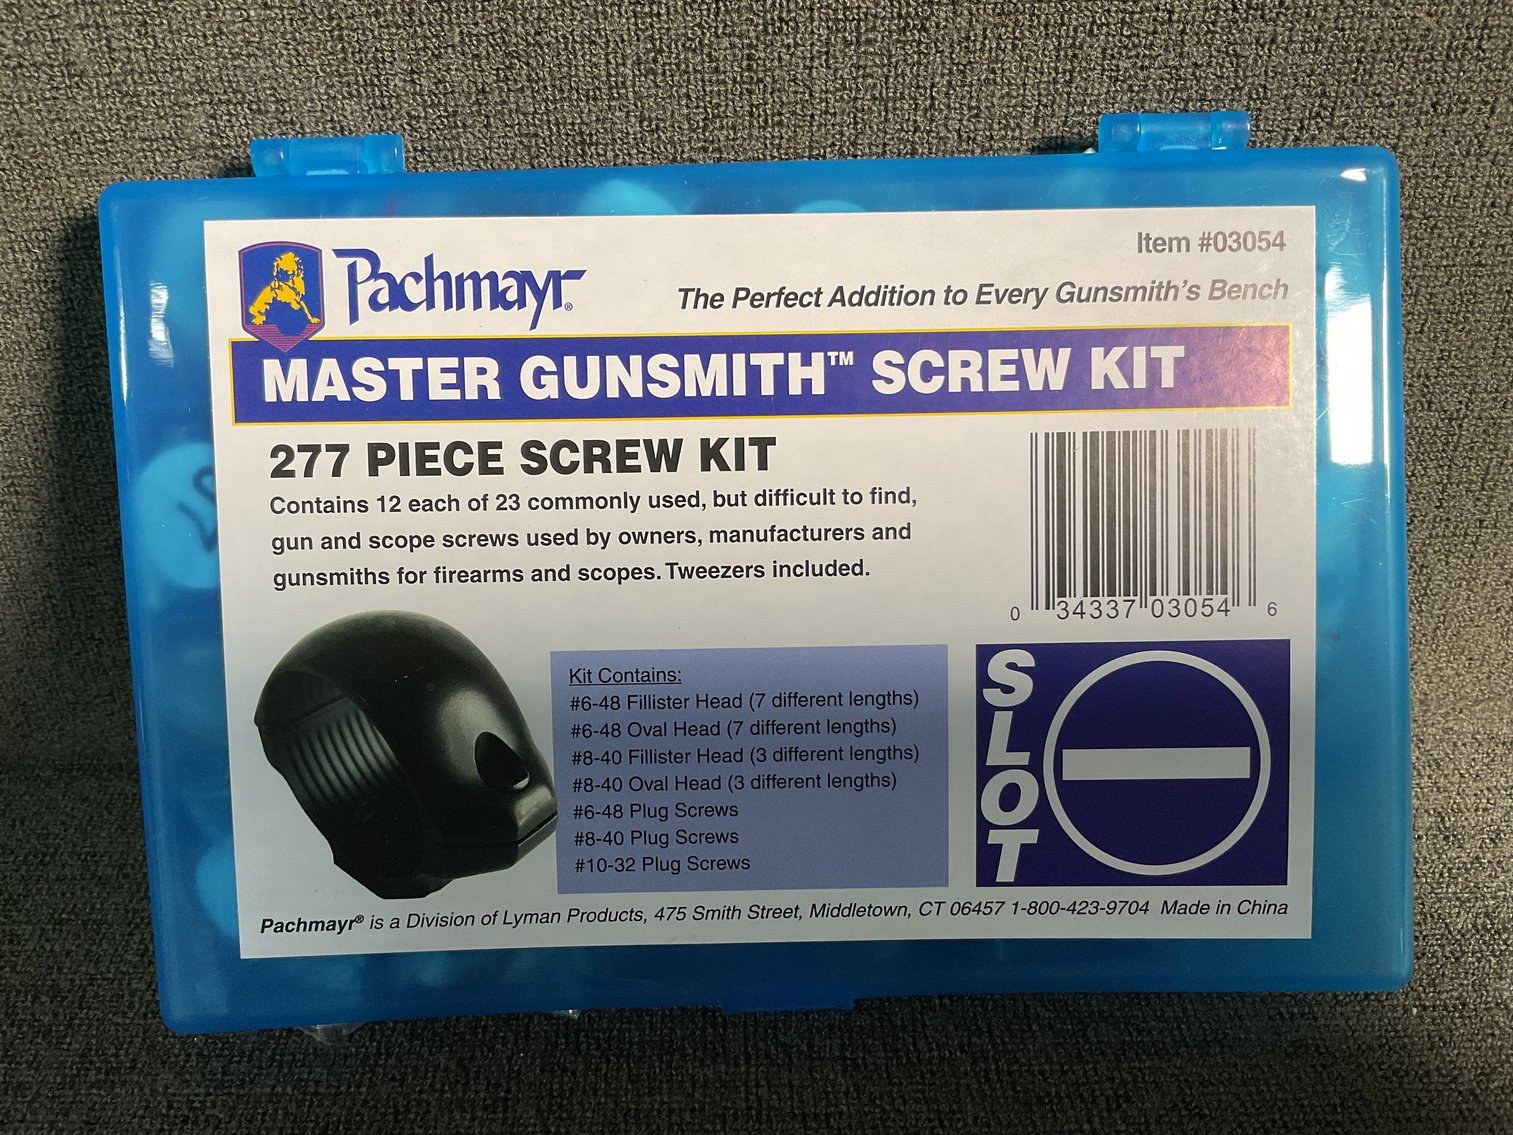 Pachmayr®
Item #03054
The Perfect Addition to Every Gunsmith's Bench
MASTER GUNSMITH™ SCREW KIT
277 PIECE SCREW KIT
Contains 12 each of 23 commonly used, but difficult to find,
gun and scope screws used by owners, manufacturers and
gunsmiths for firearms and scopes. Tweezers included.
0 34337 03054 6
Kit Contains:
#6-48 Fillister Head (7 different lengths)
#6-48 Oval Head (7 different lengths)
#8-40 Fillister Head (3 different lengths)
#8-40 Oval Head (3 different lengths)
#6-48 Plug Screws
#8-40 Plug Screws
#10-32 Plug Screws
SLOT
Pachmayr® is a Division of Lyman Products, 475 Smith Street, Middletown, CT 06457 1-800-423-9704 Made in China